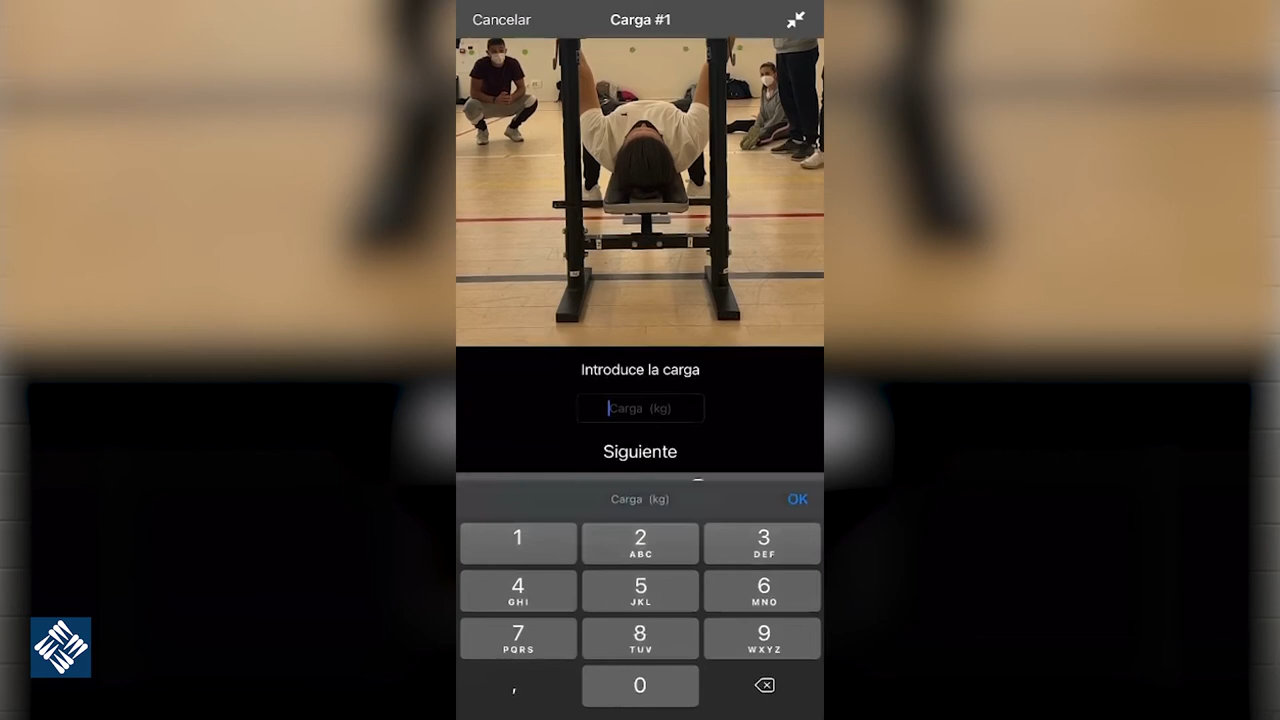 Cancelar
Carga #1
Introduce la carga
Carga (kg)
Siguiente
Carga (kg)
OK
1
2
ABC
3
DEF
4
GHI
5
JKL
6
MNO
7
PQRS
8
TUV
9
WXYZ
,
0